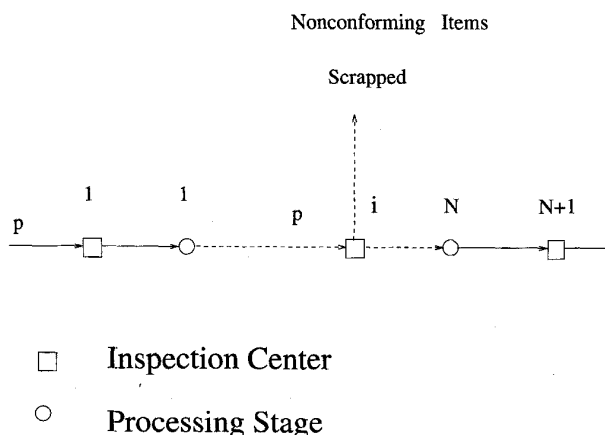 Nonconforming Items
Scrapped
1 1 p i N N+1
p
Inspection Center
Processing Stage